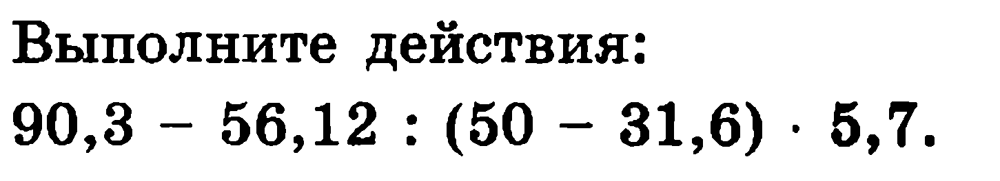 Выполните действия:
90,3 − 56,12 : (50 − 31,6) · 5,7.